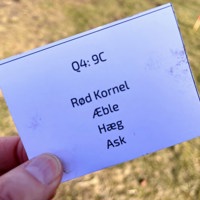 Q4: 9C
Rød Kornel
Æble
Hæg
Ask